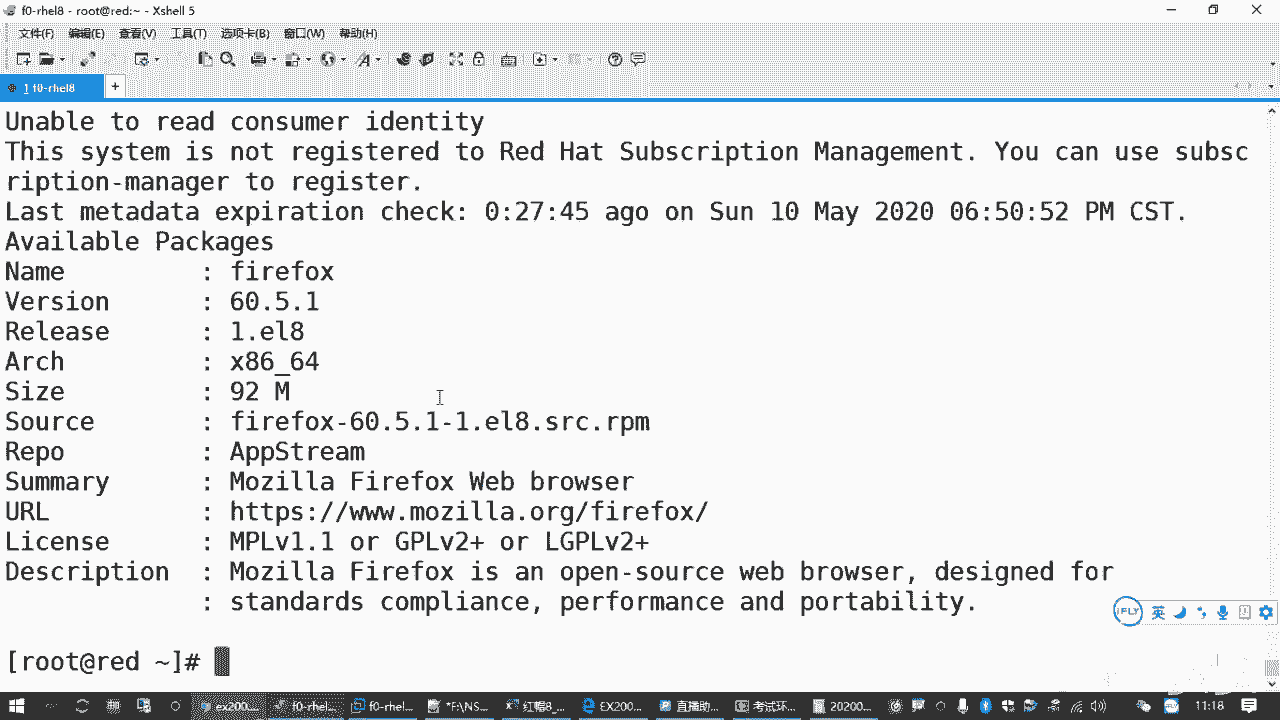 f0-rhel8 - root@red:~ - Xshell 5
文件(F) 编辑(E) 查看(V) 工具(T) 选项卡(B) 窗口(W) 帮助(H)
1 f0-rhel8 +
Unable to read consumer identity
This system is not registered to Red Hat Subscription Management. You can use subsc
ription-manager to register.
Last metadata expiration check: 0:27:45 ago on Sun 10 May 2020 06:50:52 PM CST.
Available Packages
Name : firefox
Version : 60.5.1
Release : 1.el8
Arch : x86_64
Size : 92 M
Source : firefox-60.5.1-1.el8.src.rpm
Repo : AppStream
Summary : Mozilla Firefox Web browser
URL : https://www.mozilla.org/firefox/
License : MPLv1.1 or GPLv2+ or LGPLv2+
Description : Mozilla Firefox is an open-source web browser, designed for
: standards compliance, performance and portability.
iFLY 英
[root@red ~]#
ex200... f0-rhel... f0-rhel... *F:\NS... 红帽8_... EX200... 直播助... 考试环... 20200... 11:18